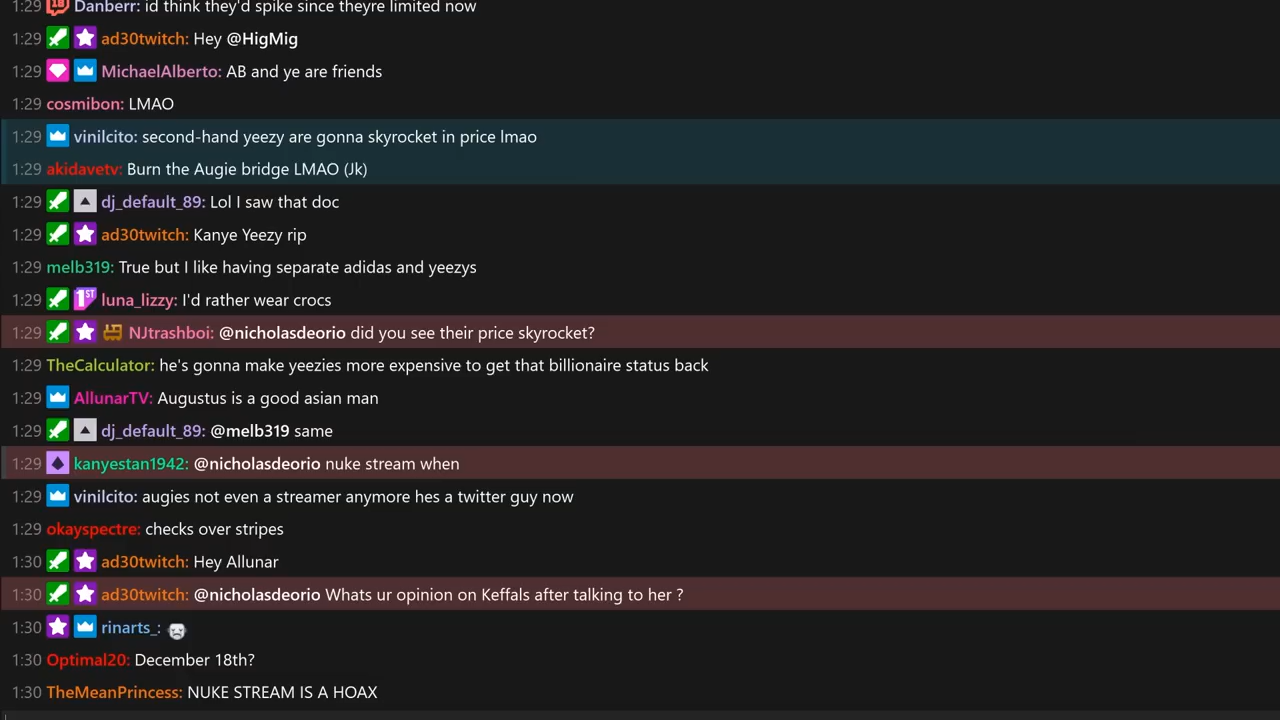 1:29 Danberr: id think they'd spike since theyre limited now
1:29 ad30twitch: Hey @HigMig
1:29 MichaelAlberto: AB and ye are friends
1:29 cosmibon: LMAO
1:29 vinilcito: second-hand yeezy are gonna skyrocket in price lmao
1:29 akidavetv: Burn the Augie bridge LMAO (Jk)
1:29 dj_default_89: Lol I saw that doc
1:29 ad30twitch: Kanye Yeezy rip
1:29 melb319: True but I like having separate adidas and yeezys
1:29 1ST luna_lizzy: I'd rather wear crocs
1:29 NJtrashboi: @nicholasdeorio did you see their price skyrocket?
1:29 TheCalculator: he's gonna make yeezies more expensive to get that billionaire status back
1:29 AllunarTV: Augustus is a good asian man
1:29 dj_default_89: @melb319 same
1:29 kanyestan1942: @nicholasdeorio nuke stream when
1:29 vinilcito: augies not even a streamer anymore hes a twitter guy now
1:29 okayspectre: checks over stripes
1:30 ad30twitch: Hey Allunar
1:30 ad30twitch: @nicholasdeorio Whats ur opinion on Keffals after talking to her ?
1:30 rinarts_:
1:30 Optimal20: December 18th?
1:30 TheMeanPrincess: NUKE STREAM IS A HOAX